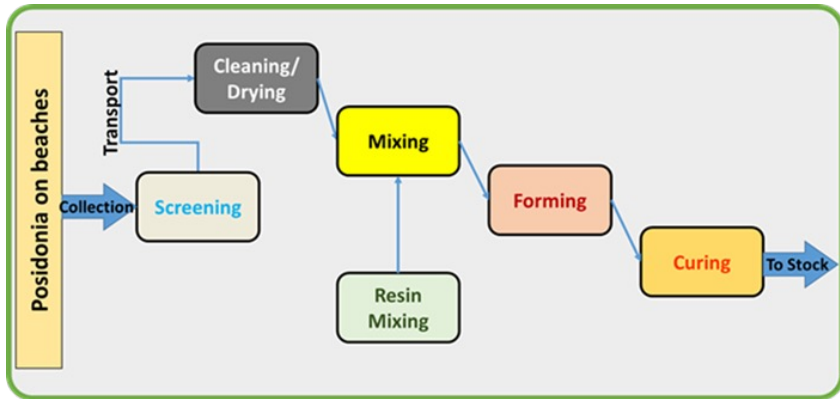 Posidonia on beaches
Collection
Screening
Transport
Cleaning/
Drying
Mixing
Resin
Mixing
Forming
Curing
To Stock